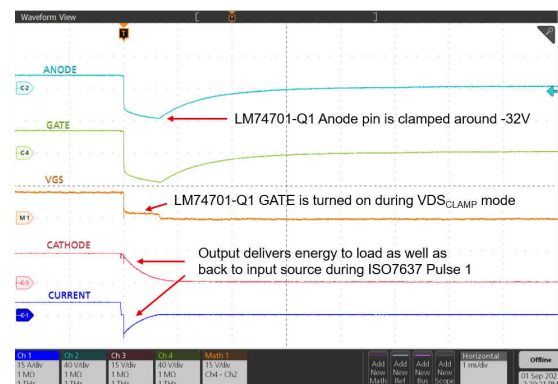 Waveform View
T
ANODE
C2
LM74701-Q1 Anode pin is clamped around -32V
GATE
C4
VGS
LM74701-Q1 GATE is turned on during VDSCLAMP mode
M1
CATHODE
Output delivers energy to load as well as
back to input source during ISO7637 Pulse 1
C3
CURRENT
C1
Ch 1 Ch 2 Ch 3 Ch 4 Math 1
15 A/div 40 V/div 15 V/div 40 V/div 15 V/div
1 MΩ 1 MΩ 1 MΩ 1 MΩ Ch4 - Ch2
Add Add Add Add
New New New New
Math Ref Bus Scope
Horizontal
1 ms/div
Offline
01 Sep 202